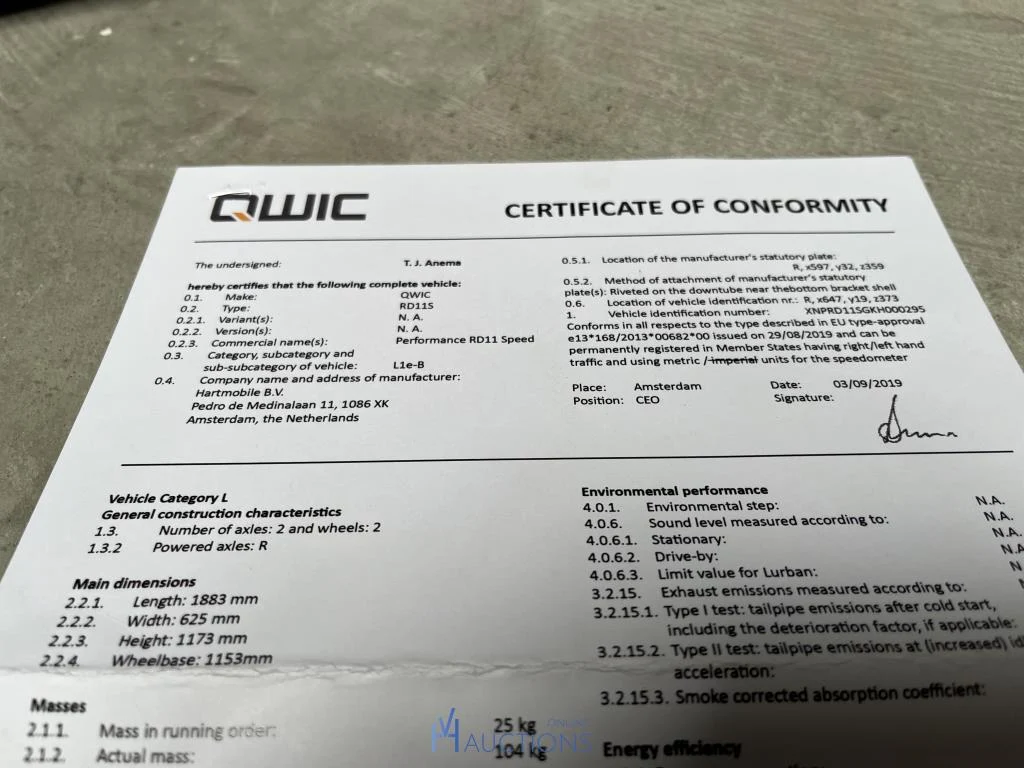 QWIC
CERTIFICATE OF CONFORMITY
The undersigned: T. J. Anema
hereby certifies that the following complete vehicle:
0.1. Make: QWIC
0.2. Type: RD11S
0.2.1. Variant(s): N. A.
0.2.2. Version(s): N. A.
0.2.3. Commercial name(s): Performance RD11 Speed
0.3. Category, subcategory and
sub-subcategory of vehicle: L1e-B
0.4. Company name and address of manufacturer:
Hartmobile B.V.
Pedro de Medinalaan 11, 1086 XK
Amsterdam, the Netherlands
0.5.1. Location of the manufacturer's statutory plate:
R, x597, y32, z359
0.5.2. Method of attachment of manufacturer's statutory
plate(s): Riveted on the downtube near thebottom bracket shell
0.6. Location of vehicle identification nr.: R, x647, y19, z373
1. Vehicle identification number: XNPRD11SGKH000295
Conforms in all respects to the type described in EU type-approval
e13*168/2013*00682*00 issued on 29/08/2019 and can be
permanently registered in Member States having right/left hand
traffic and using metric /imperial units for the speedometer
Place: Amsterdam Date: 03/09/2019
Position: CEO Signature:
Vehicle Category L
General construction characteristics
1.3. Number of axles: 2 and wheels: 2
1.3.2 Powered axles: R
Main dimensions
2.2.1. Length: 1883 mm
2.2.2. Width: 625 mm
2.2.3. Height: 1173 mm
2.2.4. Wheelbase: 1153mm
Masses
2.1.1. Mass in running order: 25 kg
2.1.2. Actual mass: 104 kg
Environmental performance
4.0.1. Environmental step: N.A.
4.0.6. Sound level measured according to: N.A.
4.0.6.1. Stationary: N.A.
4.0.6.2. Drive-by: N.A
4.0.6.3. Limit value for Lurban: N
3.2.15. Exhaust emissions measured according to:
3.2.15.1. Type I test: tailpipe emissions after cold start,
including the deterioration factor, if applicable:
3.2.15.2. Type II test: tailpipe emissions at (increased) id
acceleration:
3.2.15.3. Smoke corrected absorption coefficient:
Energy efficiency
ONLINE
AUCTIONS